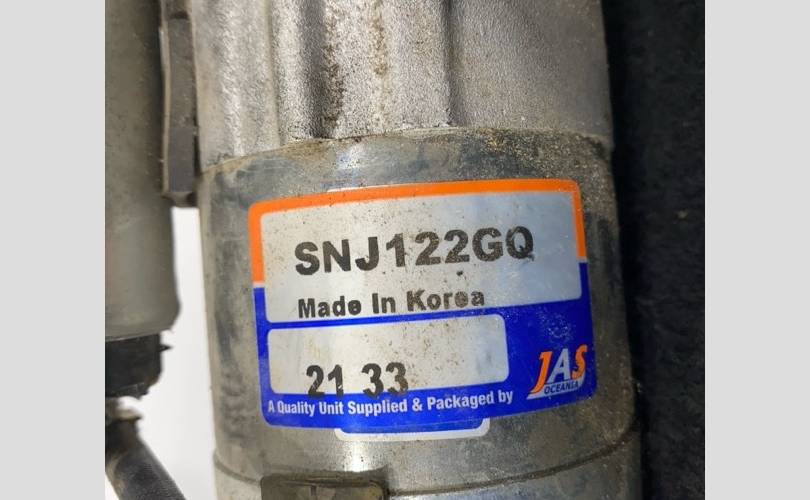 SNJ122GQ
Made In Korea
21 33
A Quality Unit Supplied & Packaged by
JAS
OCEANIA